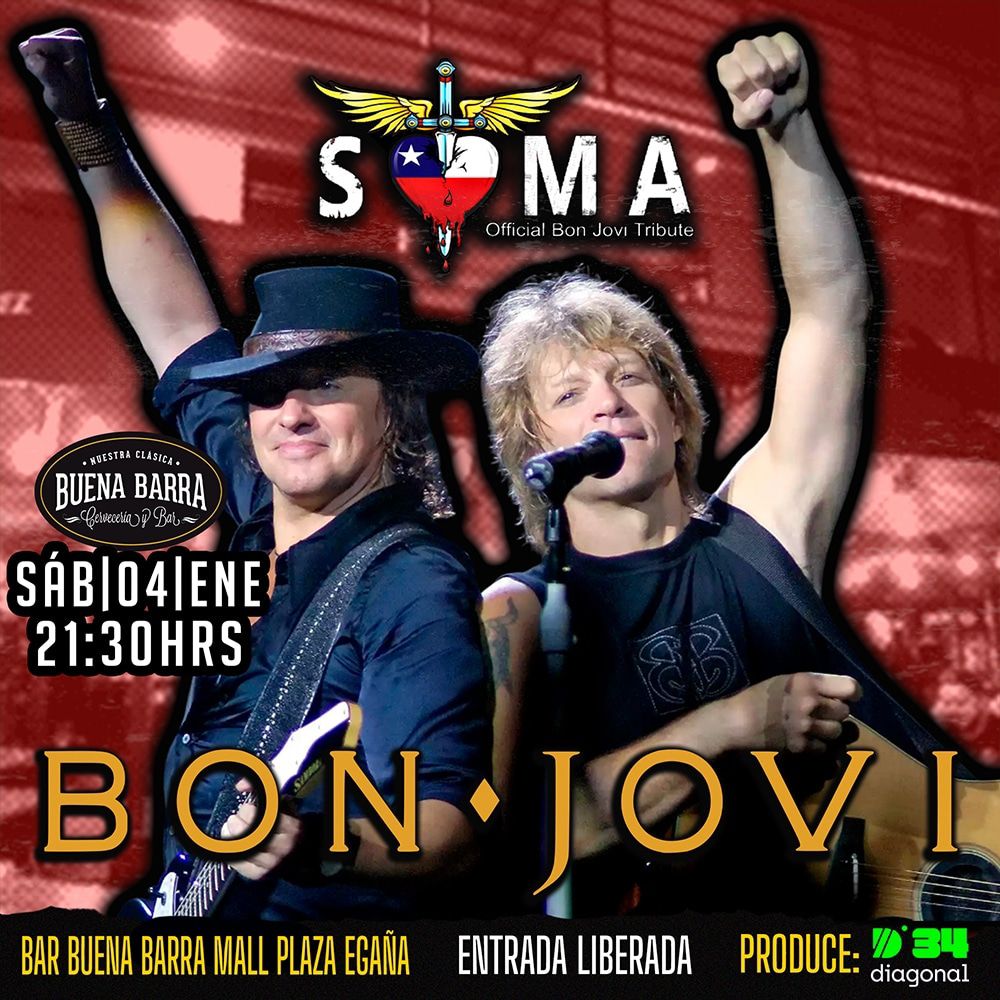 SOMA
Official Bon Jovi Tribute
• NUESTRA CLÁSICA •
BUENA BARRA
Cervecería y Bar
SÁB|04|ENE
21:30HRS
BON•JOVI
BAR BUENA BARRA MALL PLAZA EGAÑA ENTRADA LIBERADA PRODUCE: D'34
diagonal